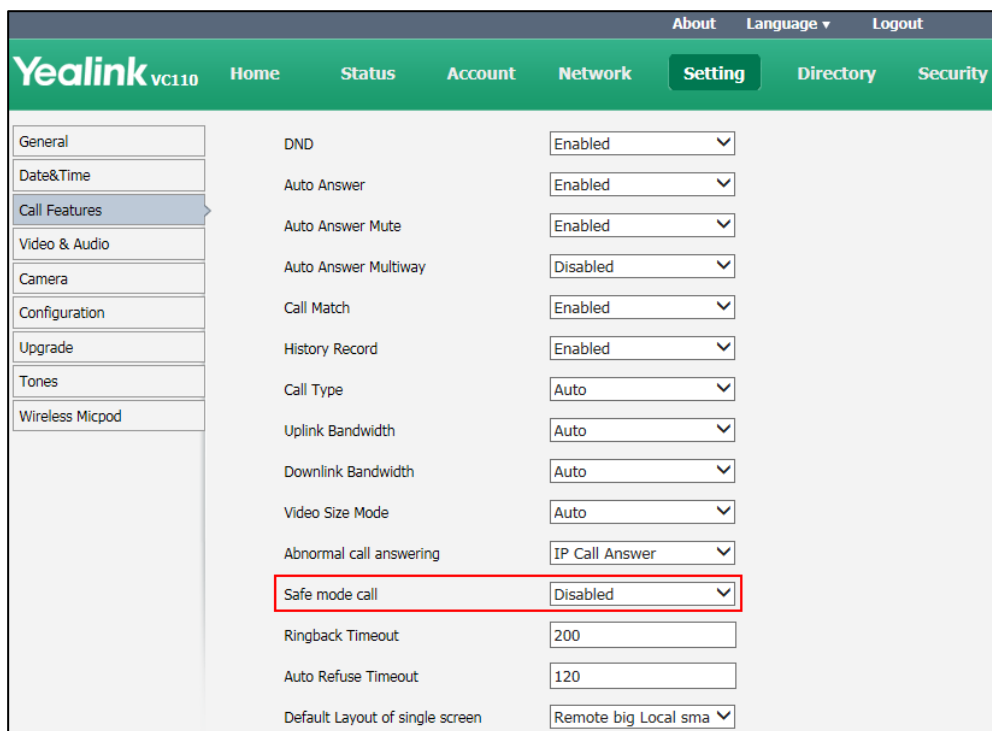 About Language ▾ Logout
Yealink VC110 Home Status Account Network Setting Directory Security
General
Date&Time
Call Features
Video & Audio
Camera
Configuration
Upgrade
Tones
Wireless Micpod
DND Enabled
Auto Answer Enabled
Auto Answer Mute Enabled
Auto Answer Multiway Disabled
Call Match Enabled
History Record Enabled
Call Type Auto
Uplink Bandwidth Auto
Downlink Bandwidth Auto
Video Size Mode Auto
Abnormal call answering IP Call Answer
Safe mode call Disabled
Ringback Timeout 200
Auto Refuse Timeout 120
Default Layout of single screen Remote big Local sma